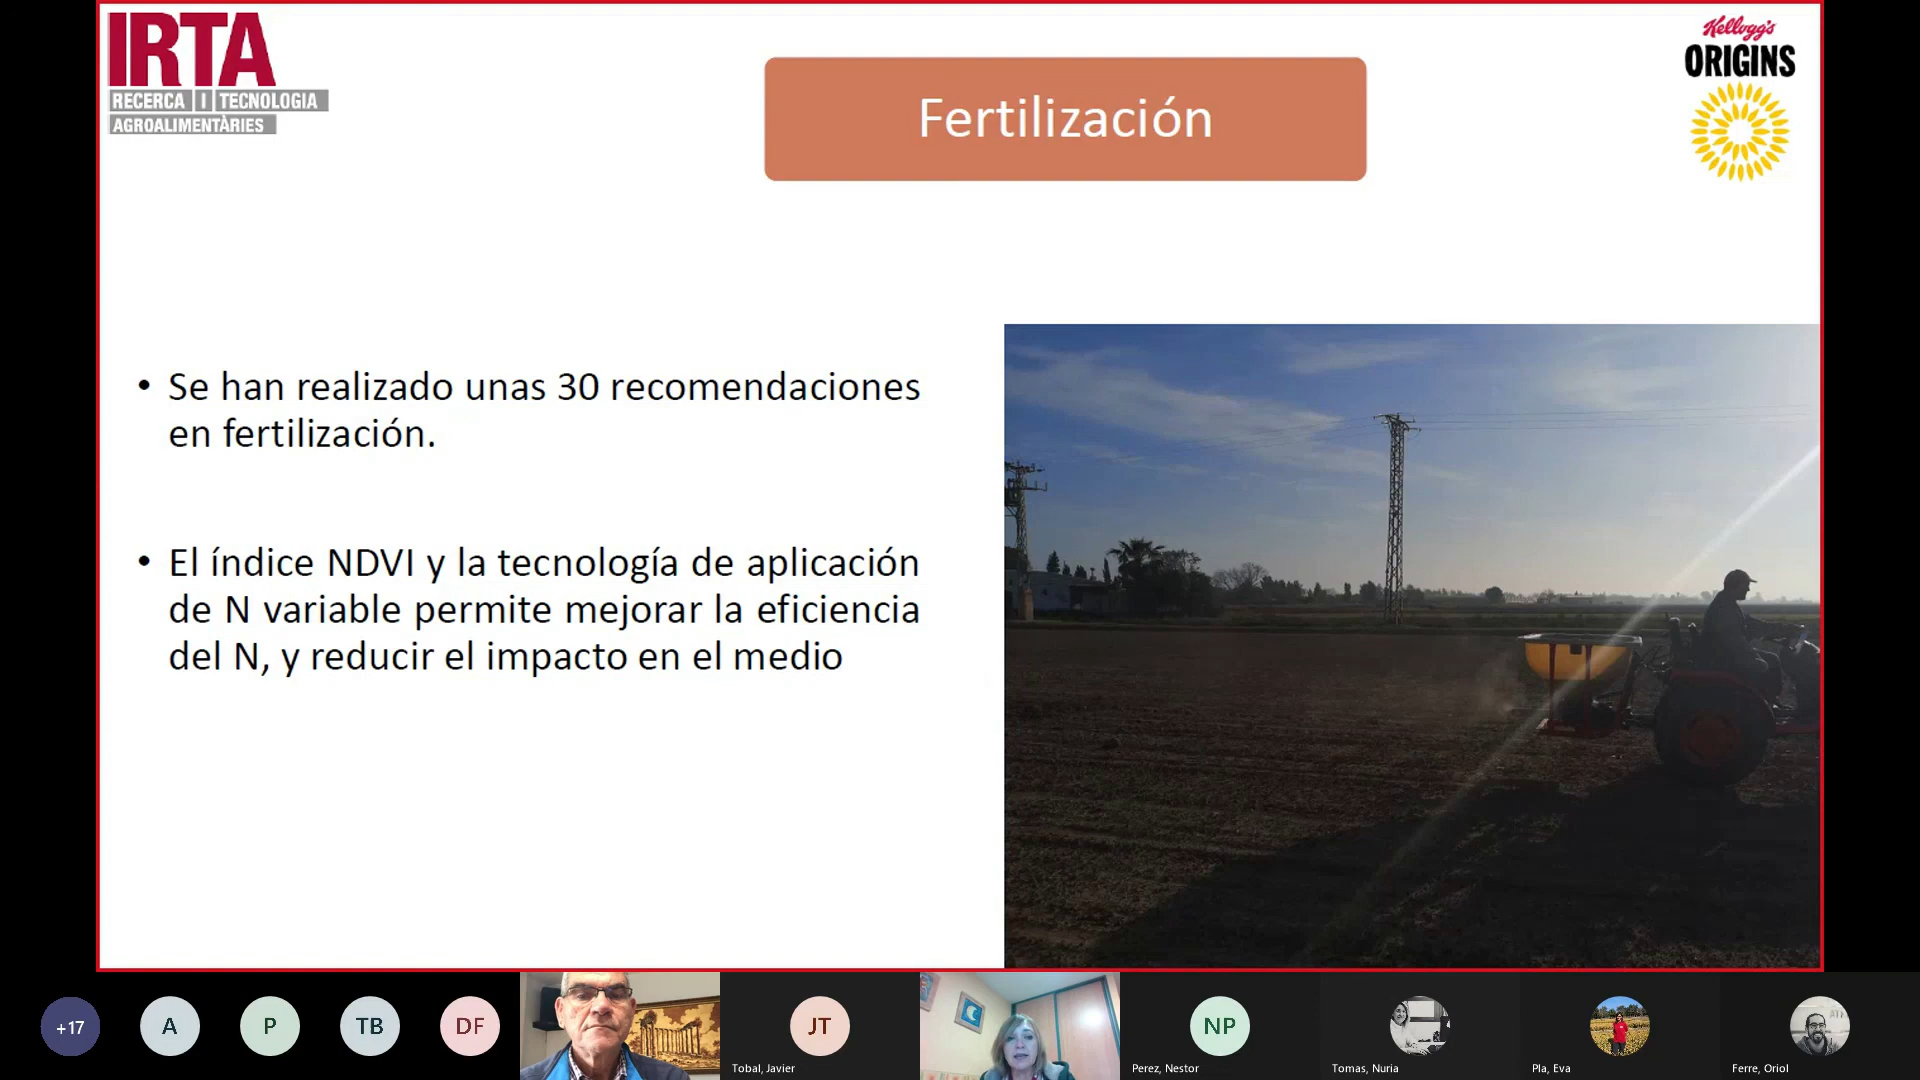 IRTA
RECERCA I TECNOLOGIA
AGROALIMENTÀRIES
Fertilización
Kellogg's
ORIGINS
• Se han realizado unas 30 recomendaciones
en fertilización.
• El índice NDVI y la tecnología de aplicación
de N variable permite mejorar la eficiencia
del N, y reducir el impacto en el medio
+17
A
P
TB
DF
JT
Tobal, Javier
NP
Perez, Nestor
Tomas, Nuria
Pla, Eva
Ferre, Oriol